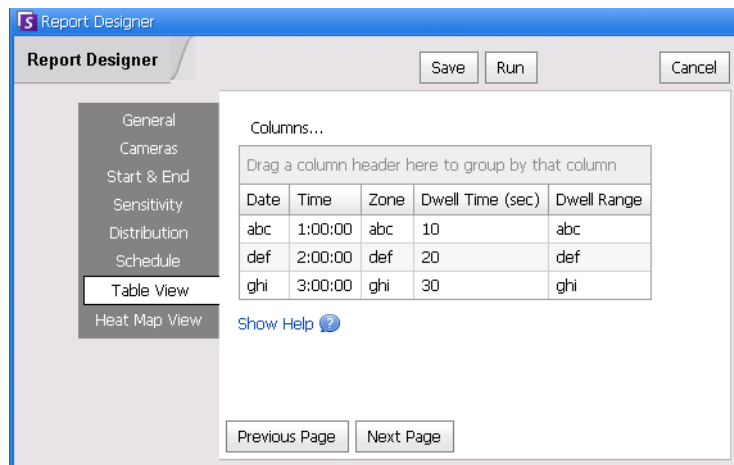 Report Designer
Report Designer
Save Run Cancel
General
Cameras
Start & End
Sensitivity
Distribution
Schedule
Table View
Heat Map View
Columns...
Drag a column header here to group by that column
Date Time Zone Dwell Time (sec) Dwell Range
abc 1:00:00 abc 10 abc
def 2:00:00 def 20 def
ghi 3:00:00 ghi 30 ghi
Show Help ?
Previous Page Next Page